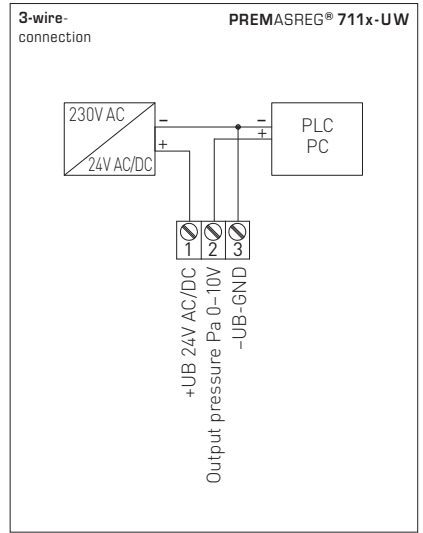 3-wire-
connection
PREMASREG® 711x-UW
230V AC
24V AC/DC
–
+
–
+
PLC
PC
1
2
3
+UB 24V AC/DC
Output pressure Pa 0–10V
–UB-GND